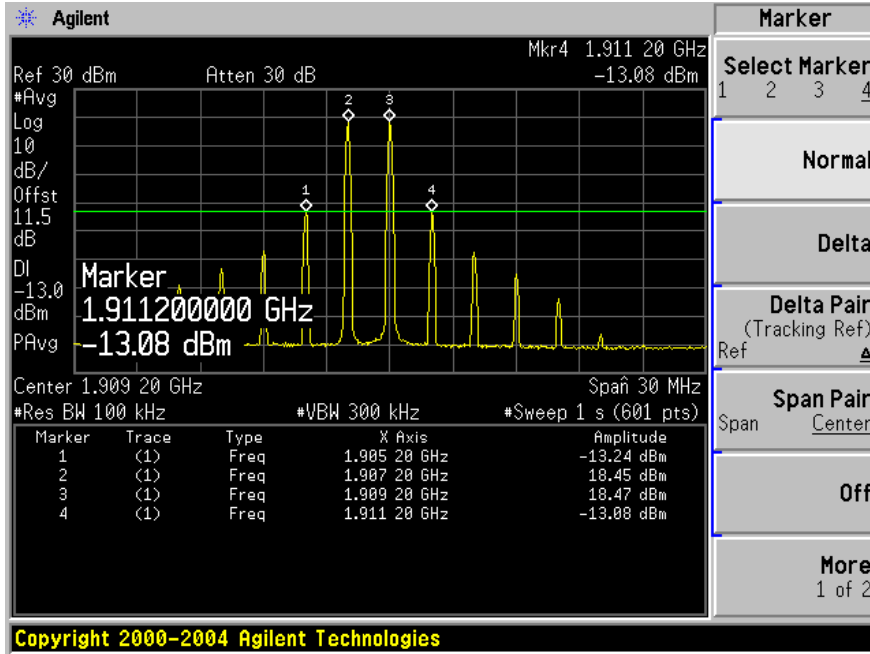 Agilent
Marker
Mkr4 1.911 20 GHz
Ref 30 dBm Atten 30 dB -13.08 dBm
#Avg
Log
10
dB/
Offst
11.5
dB
DI
-13.0
dBm
PAvg
1
2
3
4
Marker
1.911200000 GHz
-13.08 dBm
Center 1.909 20 GHz Span 30 MHz
#Res BW 100 kHz #VBW 300 kHz #Sweep 1 s (601 pts)
Marker Trace Type X Axis Amplitude
1 (1) Freq 1.905 20 GHz -13.24 dBm
2 (1) Freq 1.907 20 GHz 18.45 dBm
3 (1) Freq 1.909 20 GHz 18.47 dBm
4 (1) Freq 1.911 20 GHz -13.08 dBm
Select Marker
1 2 3 4
Normal
Delta
Delta Pair
(Tracking Ref)
Ref Δ
Span Pair
Span Center
Off
More
1 of 2
Copyright 2000-2004 Agilent Technologies